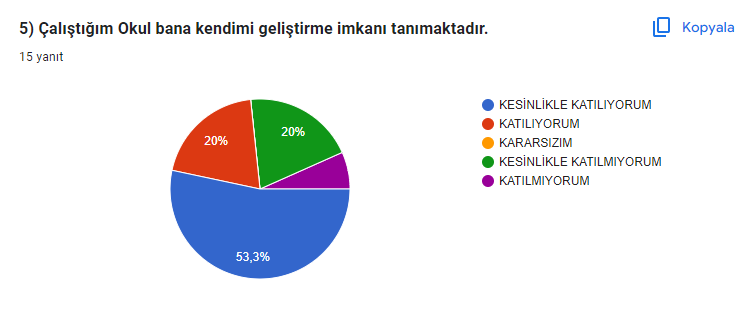 5) Çalıştığım Okul bana kendimi geliştirme imkanı tanımaktadır.
Kopyala
15 yanıt
20%
20%
53,3%
KESİNLİKLE KATILIYORUM
KATILIYORUM
KARARSIZIM
KESİNLİKLE KATILMIYORUM
KATILMIYORUM